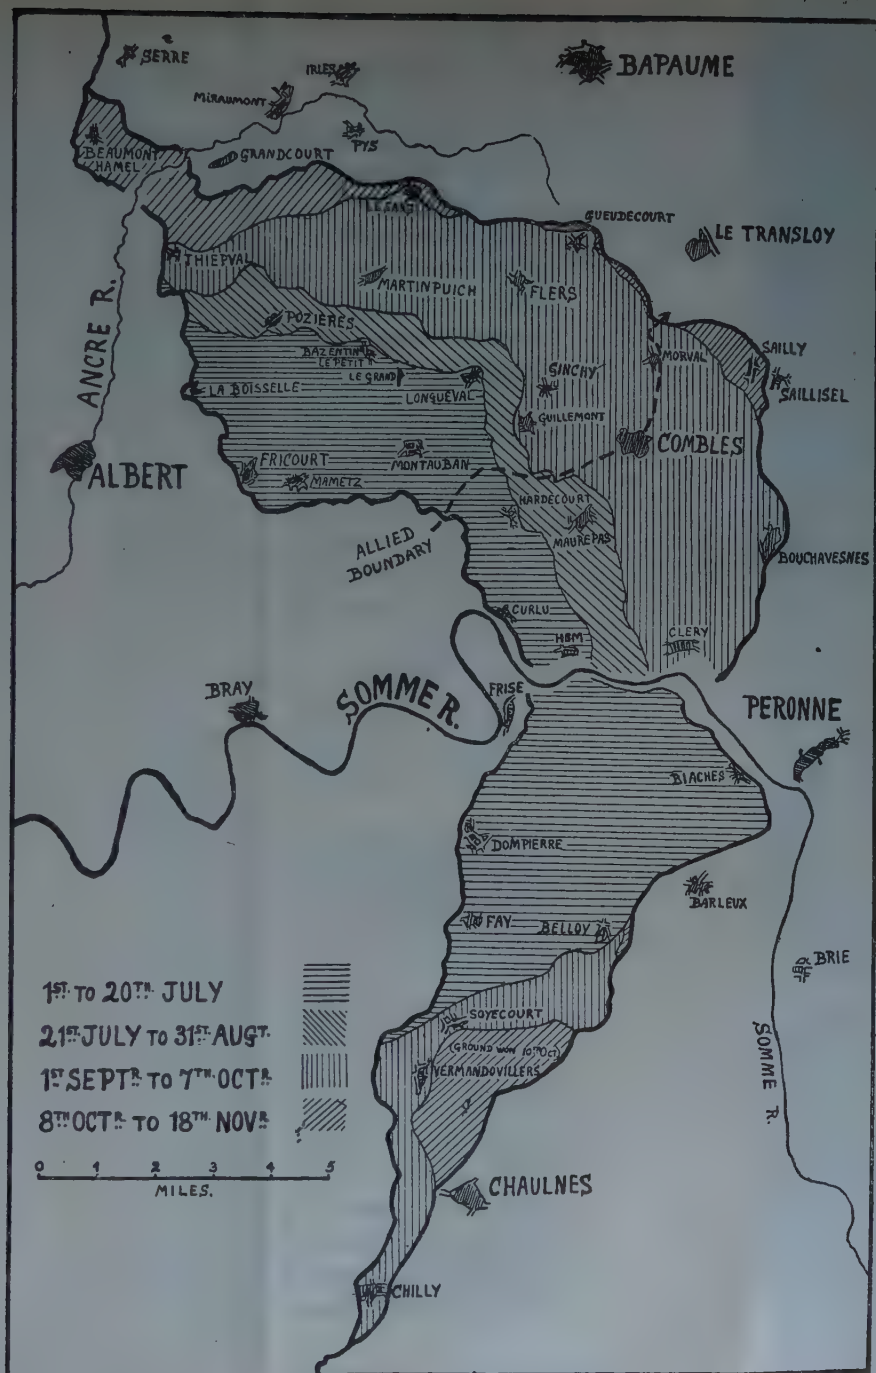 SERRE
IRLES
BAPAUME
MIRAUMONT
PYS
BEAUMONT
HAMEL
GRANDCOURT
LE SARS
GUEUDECOURT
LE TRANSLOY
THIEPVAL
MARTINPUICH
FLERS
ANCRE R.
POZIÈRES
BAZENTIN
LE PETIT
LE GRAND
MORVAL
SAILLY
SAILLISEL
LA BOISSELLE
LONGUEVAL
GINCHY
GUILLEMONT
COMBLES
ALBERT
FRICOURT
MONTAUBAN
MAMETZ
HARDECOURT
ALLIED
BOUNDARY
MAUREPAS
BOUCHAVESNES
CURLU
HEM
CLERY
BRAY
SOMME R.
FRISE
PERONNE
BIACHES
DOMPIERRE
BARLEUX
FAY
BELLOY
BRIE
1ST. TO 20TH. JULY
21ST. JULY TO 31ST. AUGT.
1ST SEPTR TO 7TH. OCTR.
8TH OCTR. TO 18TH. NOVR.
SOYECOURT
(GROUND WON 10TH OCT)
VERMANDOVILLERS
SOMME R.
0 1 2 3 4 5
MILES.
CHAULNES
CHILLY